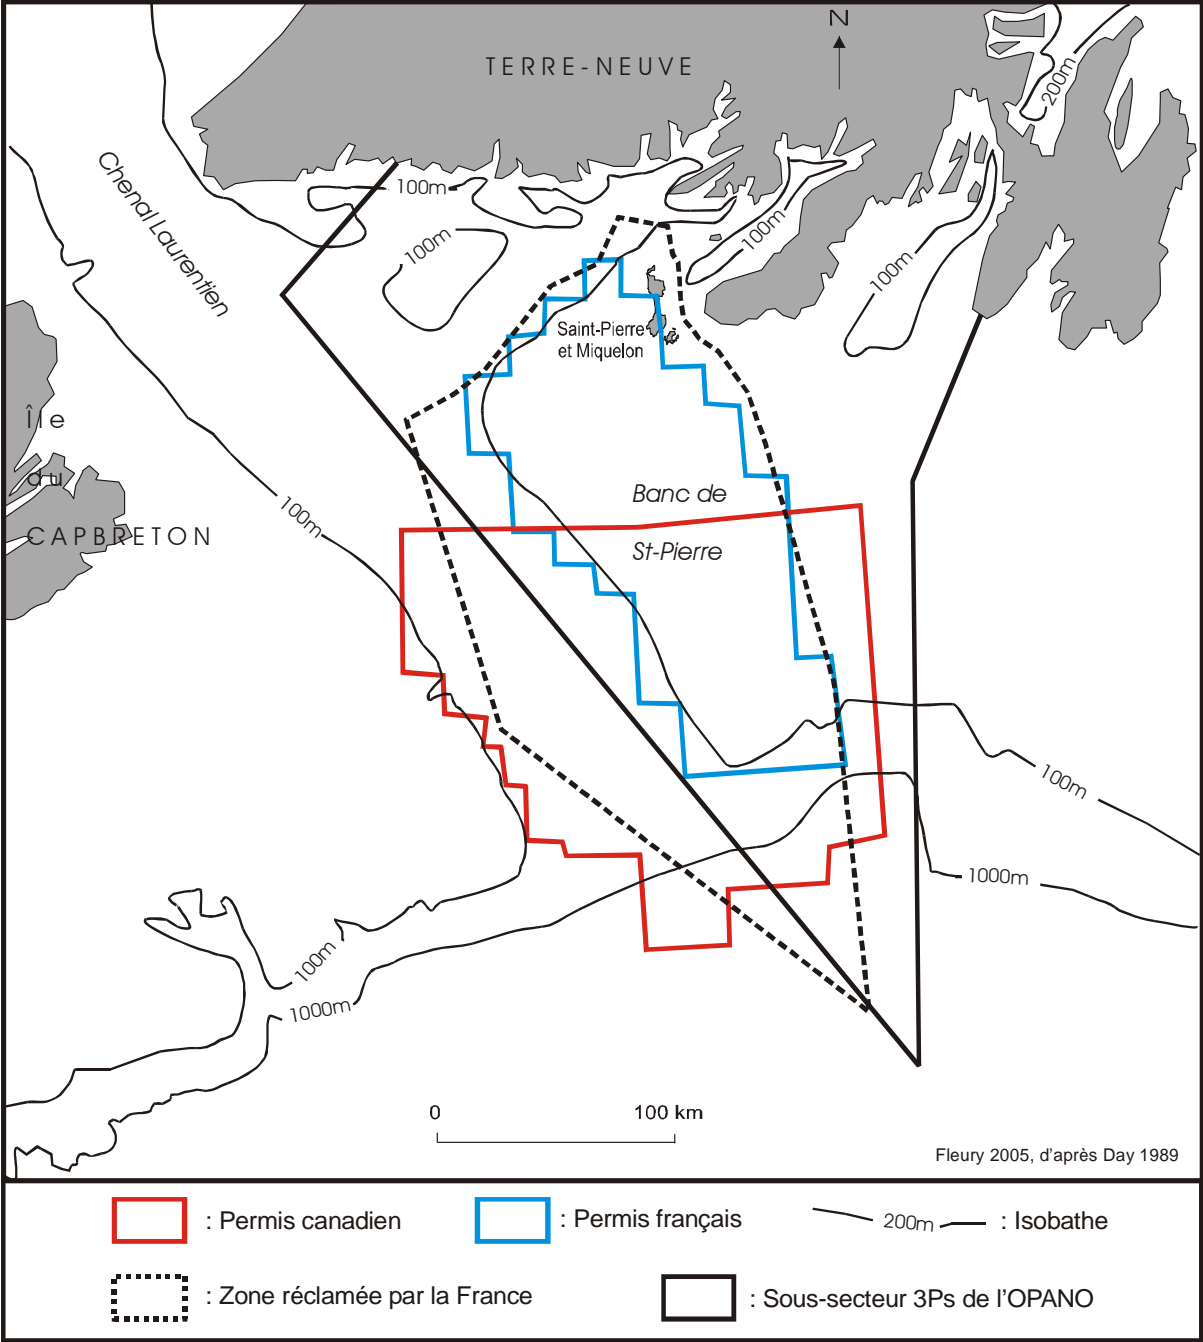 N
TERRE-NEUVE
200m
Chenal Laurentien
100m
100m
100m
100m
Saint-Pierre
et Miquelon
Île
du
CAPBRETON
100m
Banc de
St-Pierre
100m
1000m
100m
1000m
0 100 km
Fleury 2005, d'après Day 1989
: Permis canadien
: Permis français
200m
: Isobathe
: Zone réclamée par la France
: Sous-secteur 3Ps de l'OPANO